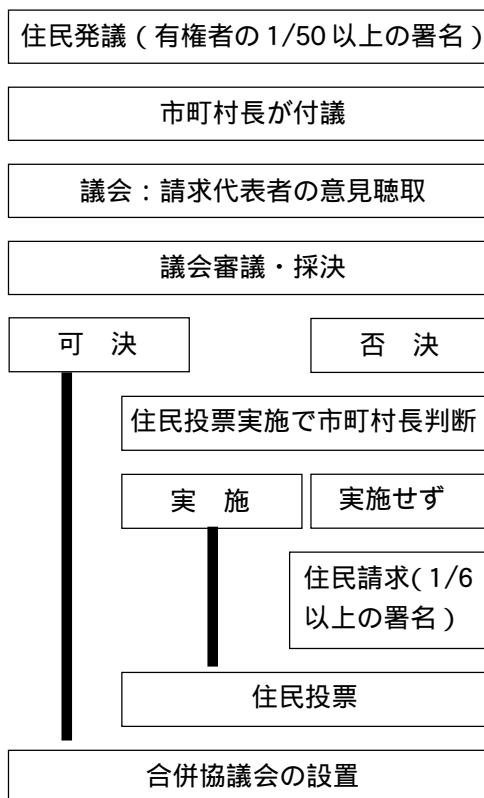 住民発議(有権者の1/50以上の署名)
市町村長が付議
議会:請求代表者の意見聴取
議会審議・採決
可　決
否　決
住民投票実施で市町村長判断
実　施
実施せず
住民請求(1/6
以上の署名)
住民投票
合併協議会の設置